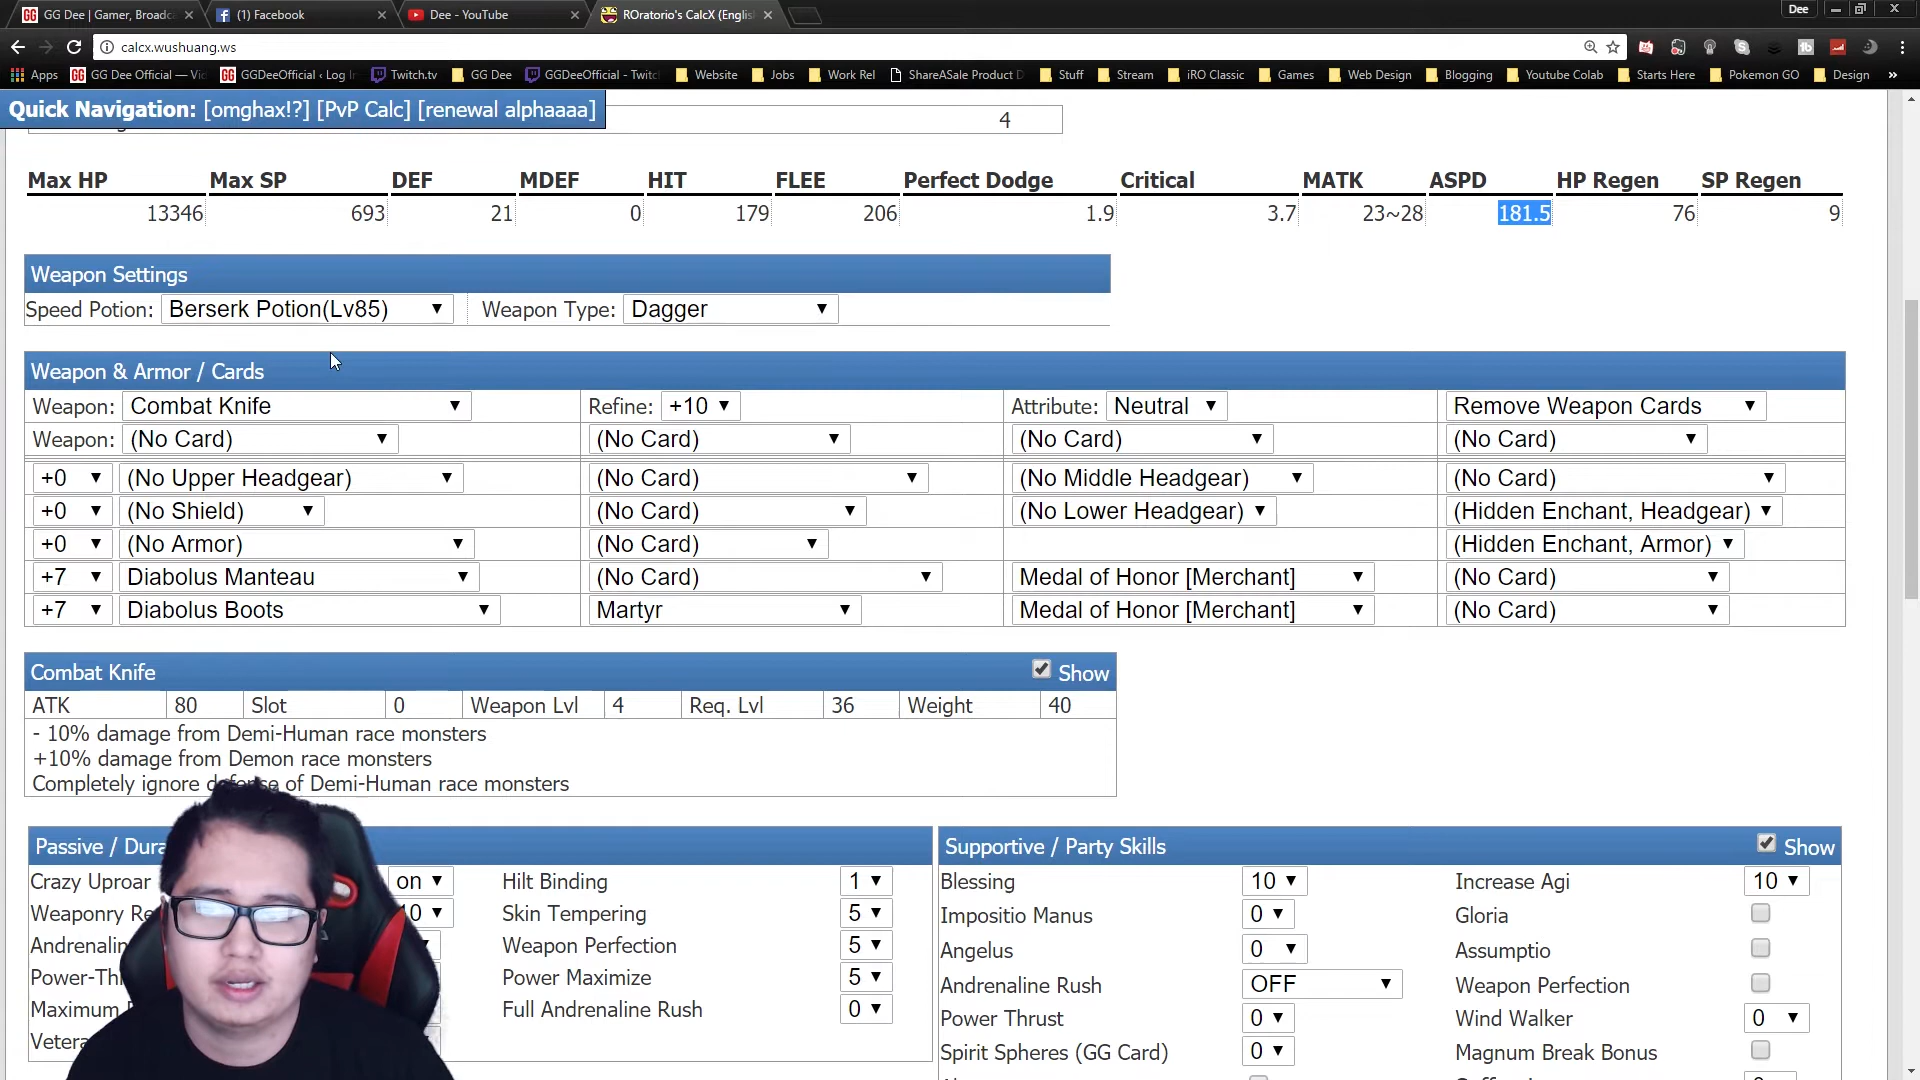 GG Dee | Gamer, Broadca
(1) Facebook
Dee - YouTube
ROratorio's CalcX (Englis
Dee
calcx.wushuang.ws
Apps
GG Dee Official — Vi
GGDeeOfficial ‹ Log I
Twitch.tv
GG Dee
GGDeeOfficial - Twitc
Website
Jobs
Work Rel
ShareASale Product D
Stuff
Stream
iRO Classic
Games
Web Design
Blogging
Youtube Colab
Starts Here
Pokemon GO
Design
»
Quick Navigation: [omghax!?] [PvP Calc] [renewal alphaaaa]
4
Max HP Max SP DEF MDEF HIT FLEE Perfect Dodge Critical MATK ASPD HP Regen SP Regen
13346 693 21 0 179 206 1.9 3.7 23~28 181.5 76 9
Weapon Settings
Speed Potion: Berserk Potion(Lv85) Weapon Type: Dagger
Weapon & Armor / Cards
Weapon: Combat Knife Refine: +10 Attribute: Neutral Remove Weapon Cards
Weapon: (No Card) (No Card) (No Card) (No Card)
+0 (No Upper Headgear) (No Card) (No Middle Headgear) (No Card)
+0 (No Shield) (No Card) (No Lower Headgear) (Hidden Enchant, Headgear)
+0 (No Armor) (No Card) (Hidden Enchant, Armor)
+7 Diabolus Manteau (No Card) Medal of Honor [Merchant] (No Card)
+7 Diabolus Boots Martyr Medal of Honor [Merchant] (No Card)
Combat Knife Show
ATK 80 Slot 0 Weapon Lvl 4 Req. Lvl 36 Weight 40
- 10% damage from Demi-Human race monsters
+10% damage from Demon race monsters
Completely ignore defense of Demi-Human race monsters
Passive / Dura
Crazy Uproar on Hilt Binding 1
Weaponry Re 10 Skin Tempering 5
Andrenalin Weapon Perfection 5
Power-Th Power Maximize 5
Maximum Full Andrenaline Rush 0
Vetera
Supportive / Party Skills Show
Blessing 10 Increase Agi 10
Impositio Manus 0 Gloria
Angelus 0 Assumptio
Andrenaline Rush OFF Weapon Perfection
Power Thrust 0 Wind Walker 0
Spirit Spheres (GG Card) 0 Magnum Break Bonus